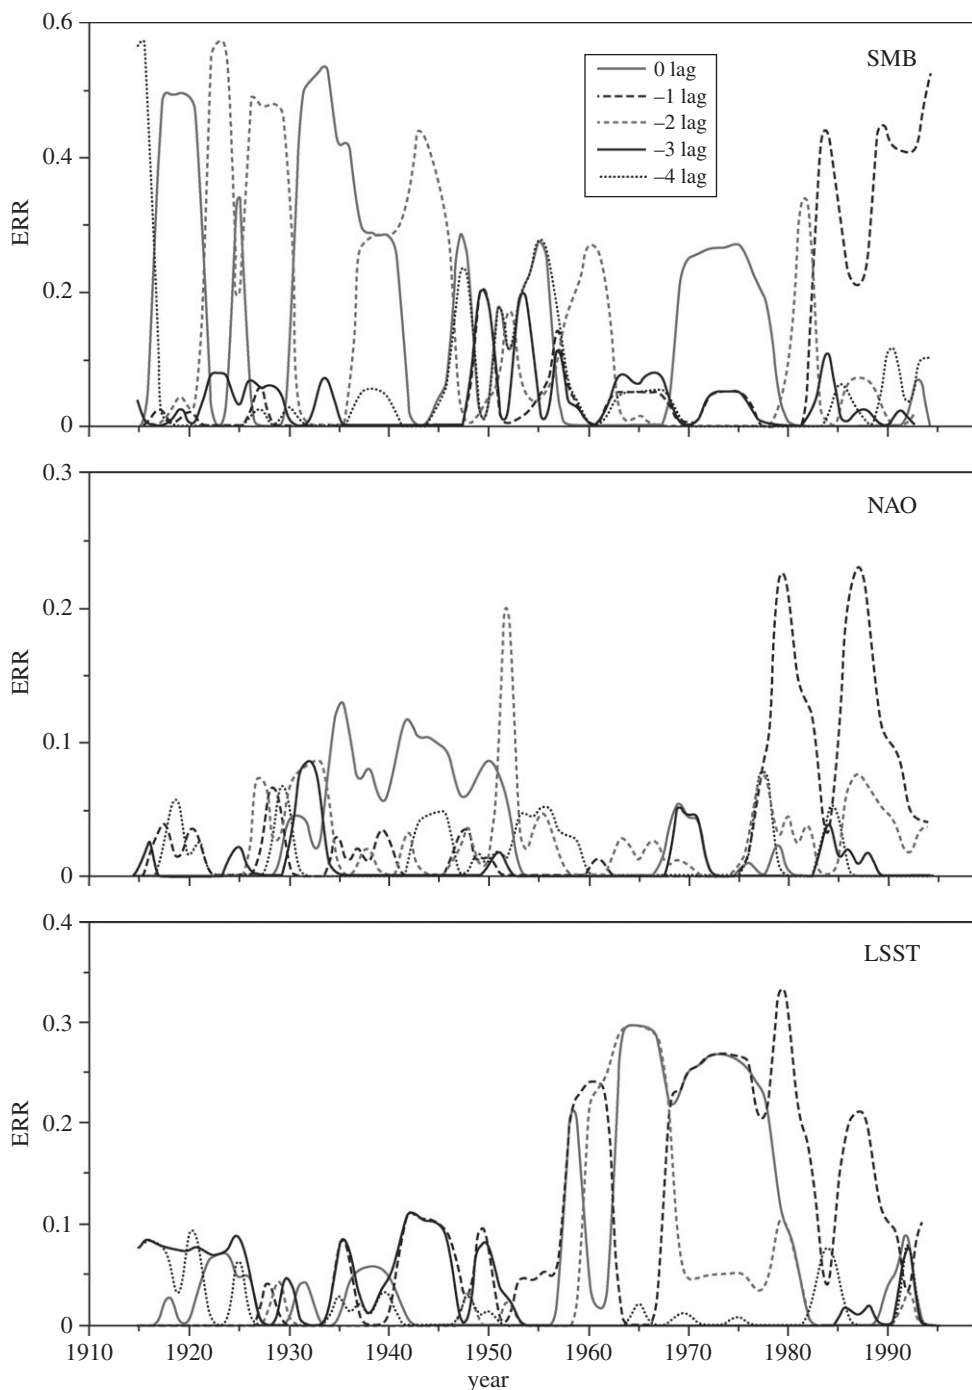 0.6
SMB
0 lag
–1 lag
–2 lag
–3 lag
–4 lag
0.4
ERR
0.2
0
0.3
NAO
0.2
ERR
0.1
0
0.4
LSST
0.3
ERR
0.2
0.1
0
1910 1920 1930 1940 1950 1960 1970 1980 1990
year